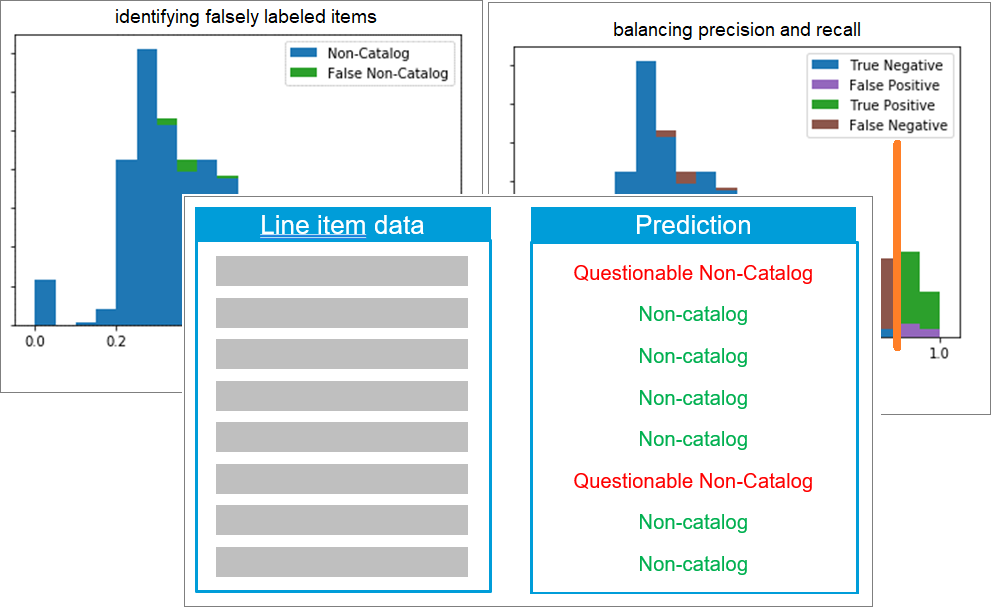 identifying falsely labeled items
Non-Catalog
False Non-Catalog
0.0
0.2
balancing precision and recall
True Negative
False Positive
True Positive
False Negative
1.0
Line item data
Prediction
Questionable Non-Catalog
Non-catalog
Non-catalog
Non-catalog
Non-catalog
Questionable Non-Catalog
Non-catalog
Non-catalog